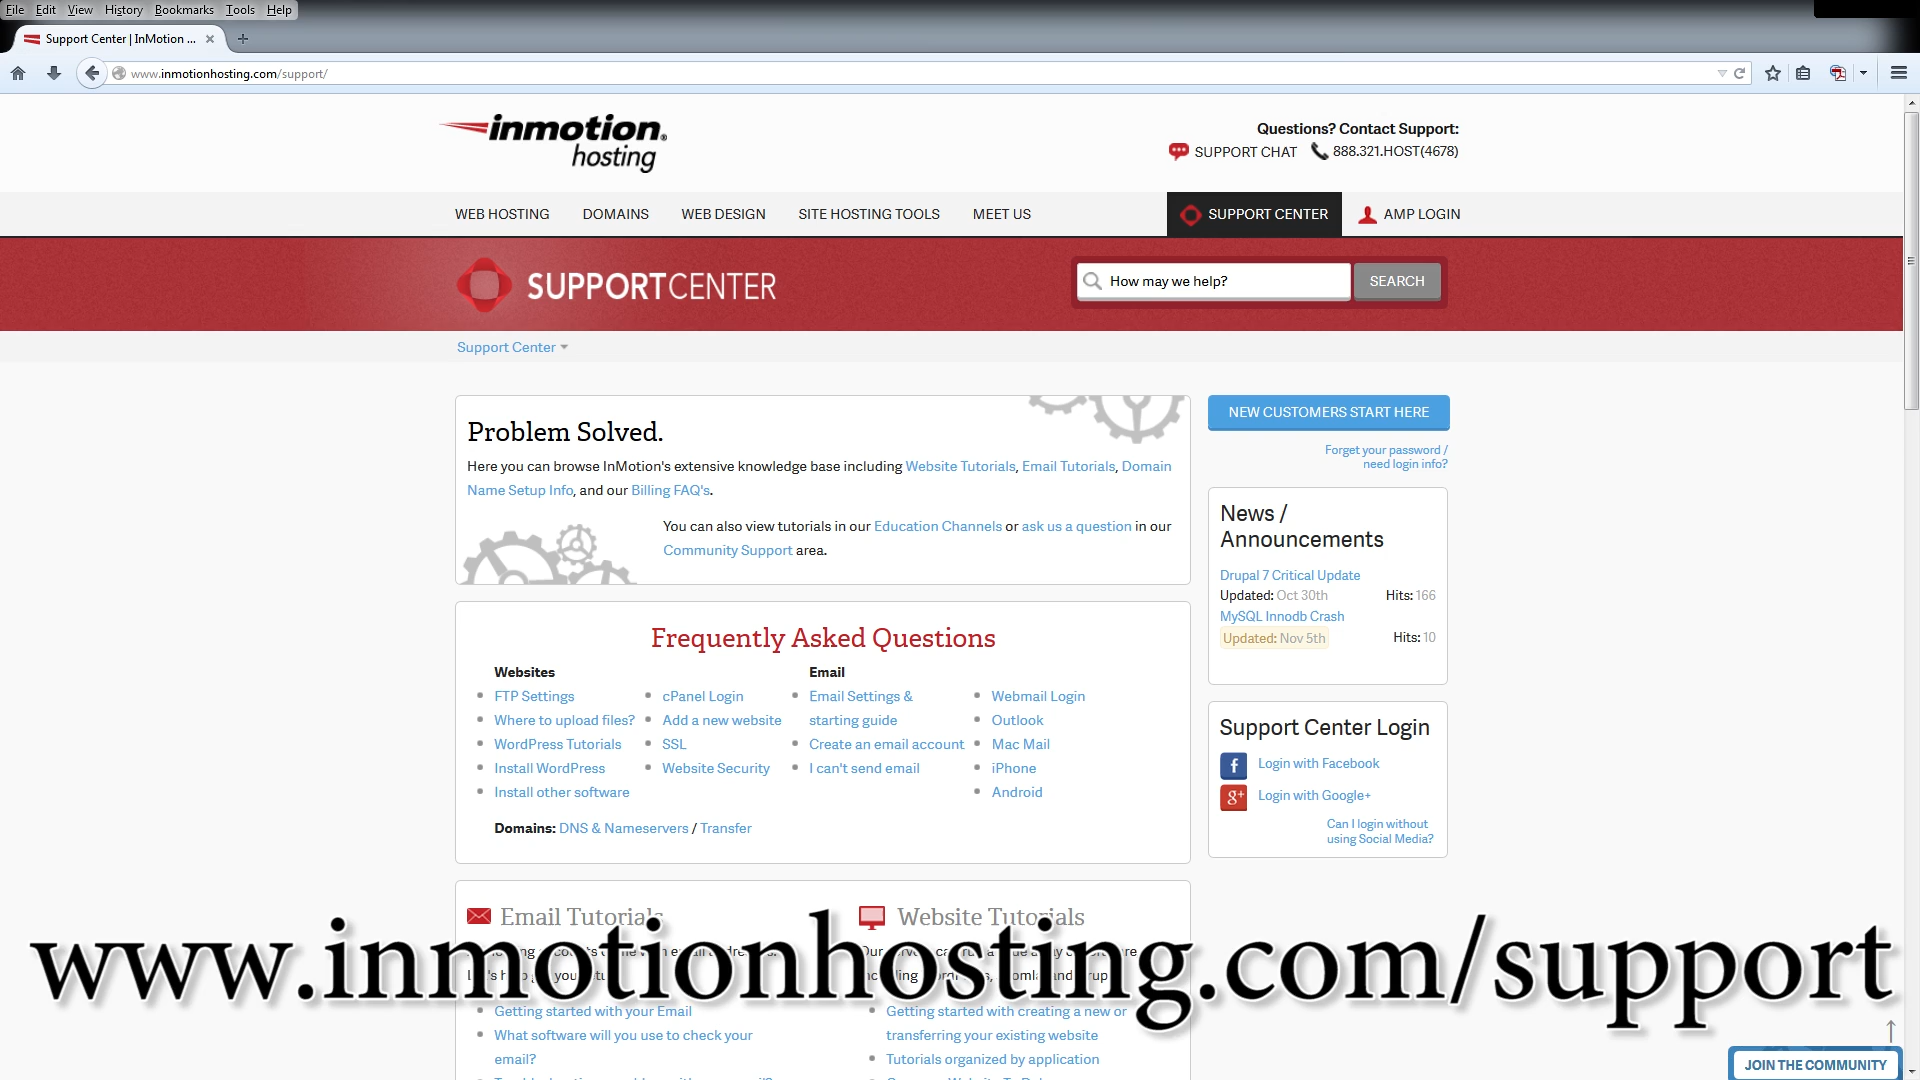 File Edit View History Bookmarks Tools Help
Support Center | InMotion ...
www.inmotionhosting.com/support/
inmotion hosting
Questions? Contact Support:
SUPPORT CHAT 888.321.HOST(4678)
WEB HOSTING DOMAINS WEB DESIGN SITE HOSTING TOOLS MEET US SUPPORT CENTER AMP LOGIN
SUPPORTCENTER
How may we help? SEARCH
Support Center
Problem Solved.
Here you can browse InMotion's extensive knowledge base including Website Tutorials, Email Tutorials, Domain
Name Setup Info, and our Billing FAQ's.
You can also view tutorials in our Education Channels or ask us a question in our
Community Support area.
NEW CUSTOMERS START HERE
Forget your password /
need login info?
News /
Announcements
Drupal 7 Critical Update
Updated: Oct 30th Hits: 166
MySQL Innodb Crash
Updated: Nov 5th Hits: 10
Frequently Asked Questions
Websites
FTP Settings
Where to upload files?
WordPress Tutorials
Install WordPress
Install other software
cPanel Login
Add a new website
SSL
Website Security
Email
Email Settings &
starting guide
Create an email account
I can't send email
Webmail Login
Outlook
Mac Mail
iPhone
Android
Domains: DNS & Nameservers / Transfer
Support Center Login
Login with Facebook
Login with Google+
Can I login without
using Social Media?
Email Tutorials
Website Tutorials
www.inmotionhosting.com/support
Getting started with your Email
What software will you use to check your
email?
Getting started with creating a new or
transferring your existing website
Tutorials organized by application
JOIN THE COMMUNITY